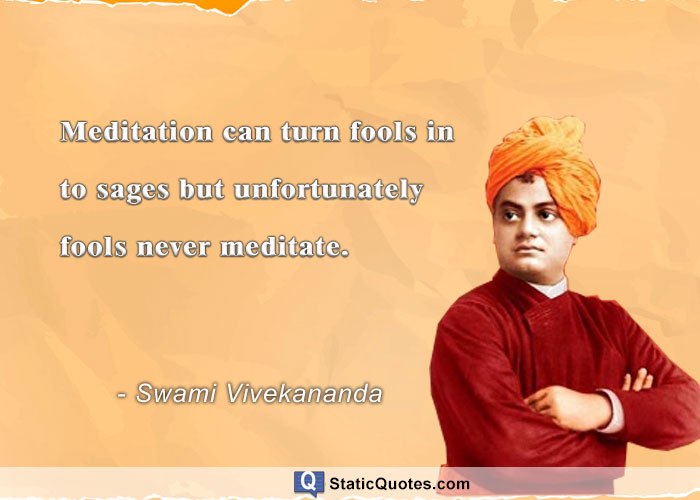 Meditation can turn fools in
to sages but unfortunately
fools never meditate.
- Swami Vivekananda
Q StaticQuotes.com